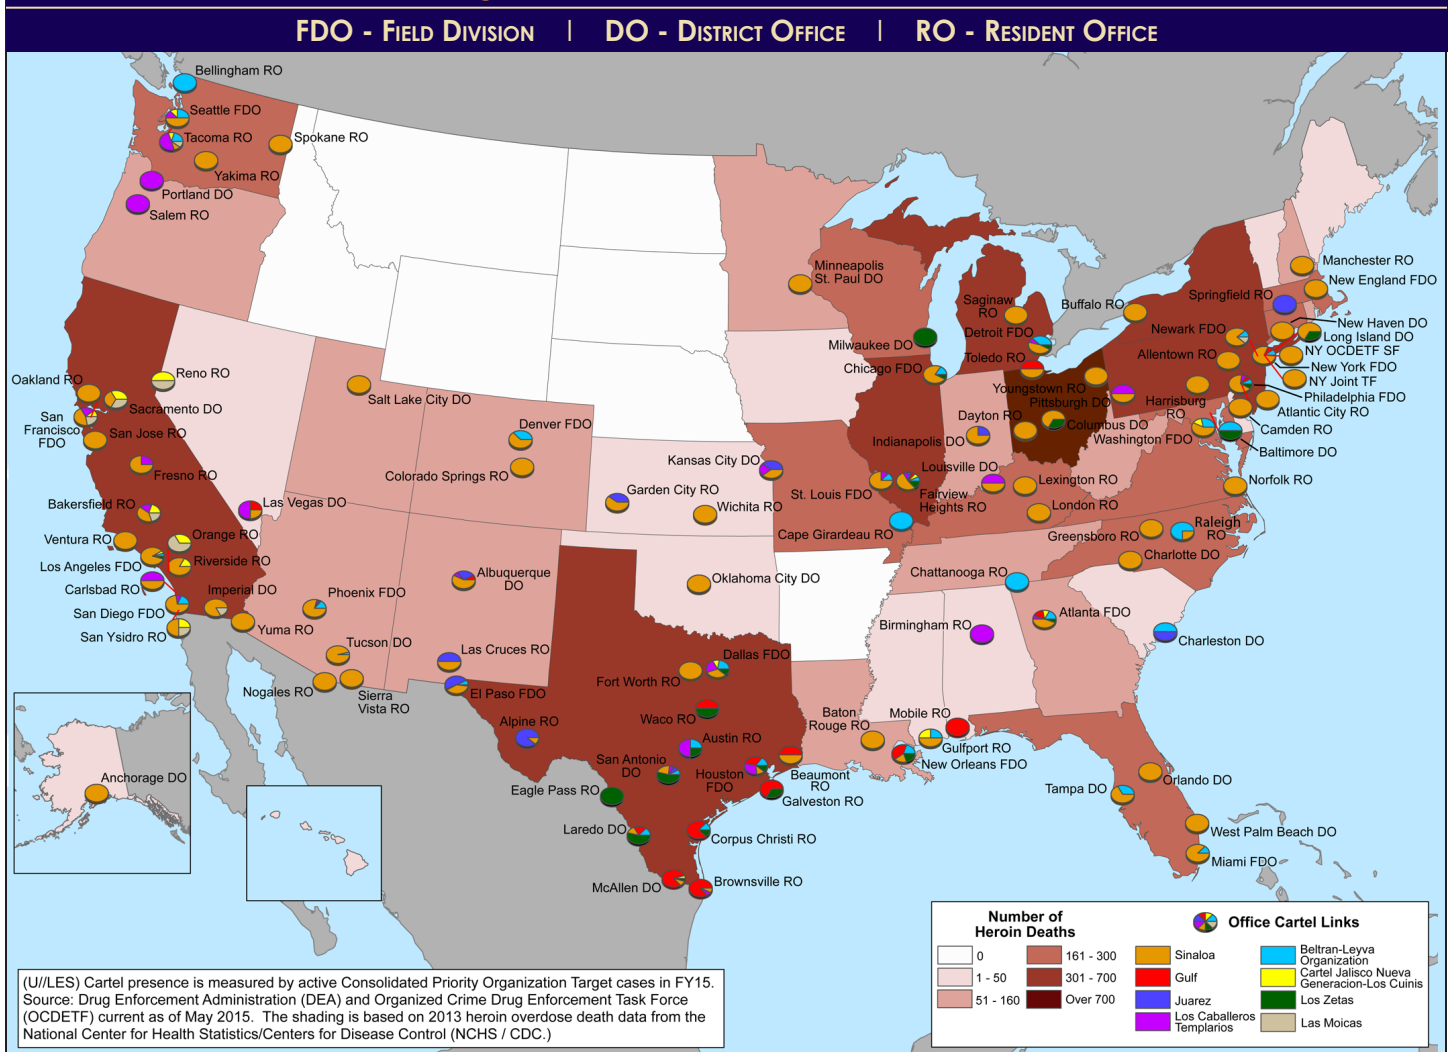 FDO - Field Division | DO - District Office | RO - Resident Office
Bellingham RO
Seattle FDO
Tacoma RO
Spokane RO
Yakima RO
Portland DO
Salem RO
Minneapolis
St. Paul DO
Saginaw
RO
Buffalo RO
Manchester RO
New England FDO
Springfield RO
Detroit FDO
Milwaukee DO
Newark FDO
New Haven DO
Long Island DO
Toledo RO
Allentown RO
NY OCDETF SF
Chicago FDO
New York FDO
Oakland RO
Reno RO
Salt Lake City DO
Youngstown RO
NY Joint TF
Pittsburgh DO
Harrisburg
RO
Philadelphia FDO
Sacramento DO
San
Francisco
FDO
Atlantic City RO
Dayton RO
Columbus DO
Camden RO
San Jose RO
Denver FDO
Indianapolis DO
Washington FDO
Baltimore DO
Kansas City DO
Louisville DO
Fresno RO
Colorado Springs RO
Garden City RO
St. Louis FDO
Fairview
Heights RO
Lexington RO
Norfolk RO
Bakersfield RO
Las Vegas DO
Wichita RO
London RO
Cape Girardeau RO
Greensboro RO
Raleigh
RO
Ventura RO
Orange RO
Charlotte DO
Los Angeles FDO
Riverside RO
Chattanooga RO
Carlsbad RO
Imperial DO
Albuquerque
DO
Oklahoma City DO
Phoenix FDO
San Diego FDO
Atlanta FDO
Yuma RO
Birmingham RO
San Ysidro RO
Tucson DO
Las Cruces RO
Dallas FDO
Charleston DO
Fort Worth RO
Nogales RO
Sierra
Vista RO
El Paso FDO
Waco RO
Baton
Rouge RO
Mobile RO
Alpine RO
Austin RO
Gulfport RO
San Antonio
DO
Houston
FDO
New Orleans FDO
Beaumont
RO
Anchorage DO
Orlando DO
Eagle Pass RO
Galveston RO
Tampa DO
Laredo DO
Corpus Christi RO
West Palm Beach DO
Miami FDO
McAllen DO
Brownsville RO
Number of
Heroin Deaths
0
1 - 50
51 - 160
161 - 300
301 - 700
Over 700
Office Cartel Links
Sinaloa
Gulf
Juarez
Los Caballeros
Templarios
Beltran-Leyva
Organization
Cartel Jalisco Nueva
Generacion-Los Cuinis
Los Zetas
Las Moicas
(U//LES) Cartel presence is measured by active Consolidated Priority Organization Target cases in FY15.
Source: Drug Enforcement Administration (DEA) and Organized Crime Drug Enforcement Task Force
(OCDETF) current as of May 2015. The shading is based on 2013 heroin overdose death data from the
National Center for Health Statistics/Centers for Disease Control (NCHS / CDC.)